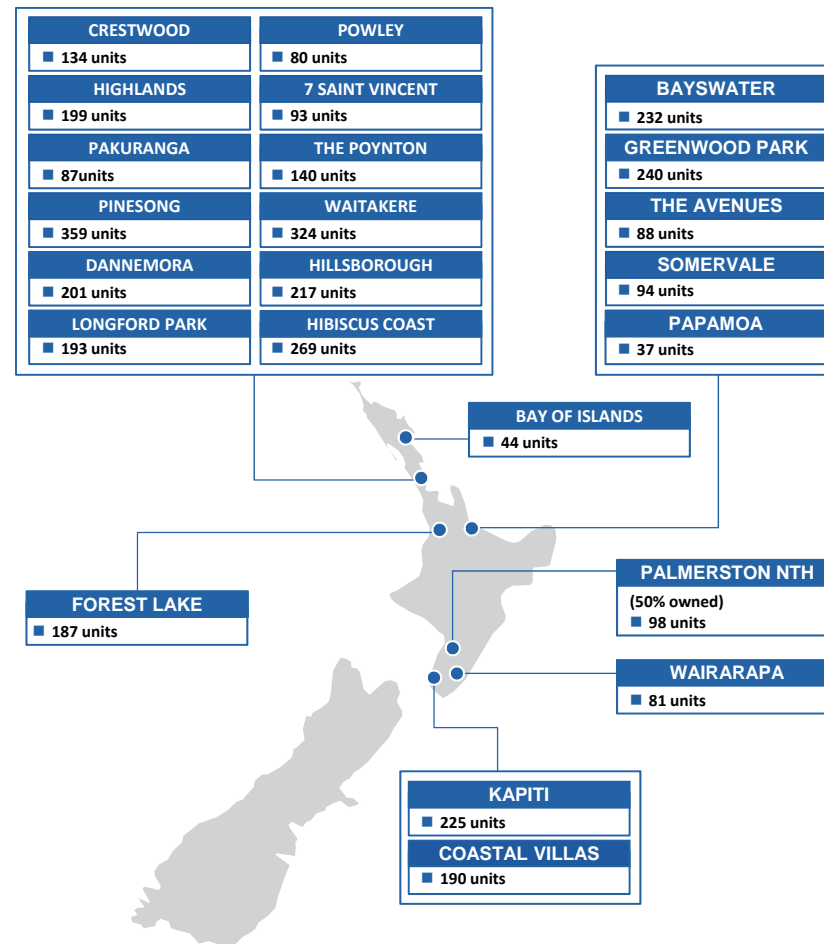 CRESTWOOD
134 units
HIGHLANDS
199 units
PAKURANGA
87units
PINESONG
359 units
DANNEMORA
201 units
LONGFORD PARK
193 units
POWLEY
80 units
7 SAINT VINCENT
93 units
THE POYNTON
140 units
WAITAKERE
324 units
HILLSBOROUGH
217 units
HIBISCUS COAST
269 units
BAYSWATER
232 units
GREENWOOD PARK
240 units
THE AVENUES
88 units
SOMERVALE
94 units
PAPAMOA
37 units
BAY OF ISLANDS
44 units
FOREST LAKE
187 units
PALMERSTON NTH
(50% owned)
98 units
WAIRARAPA
81 units
KAPITI
225 units
COASTAL VILLAS
190 units